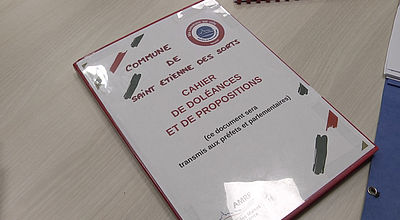 COMMUNE
DE
SAINT ETIENNE DES SORTS
CAHIER
DE DOLÉANCES
ET DE PROPOSITIONS
(ce document sera
transmis aux préfets et parlementaires)
AMRF